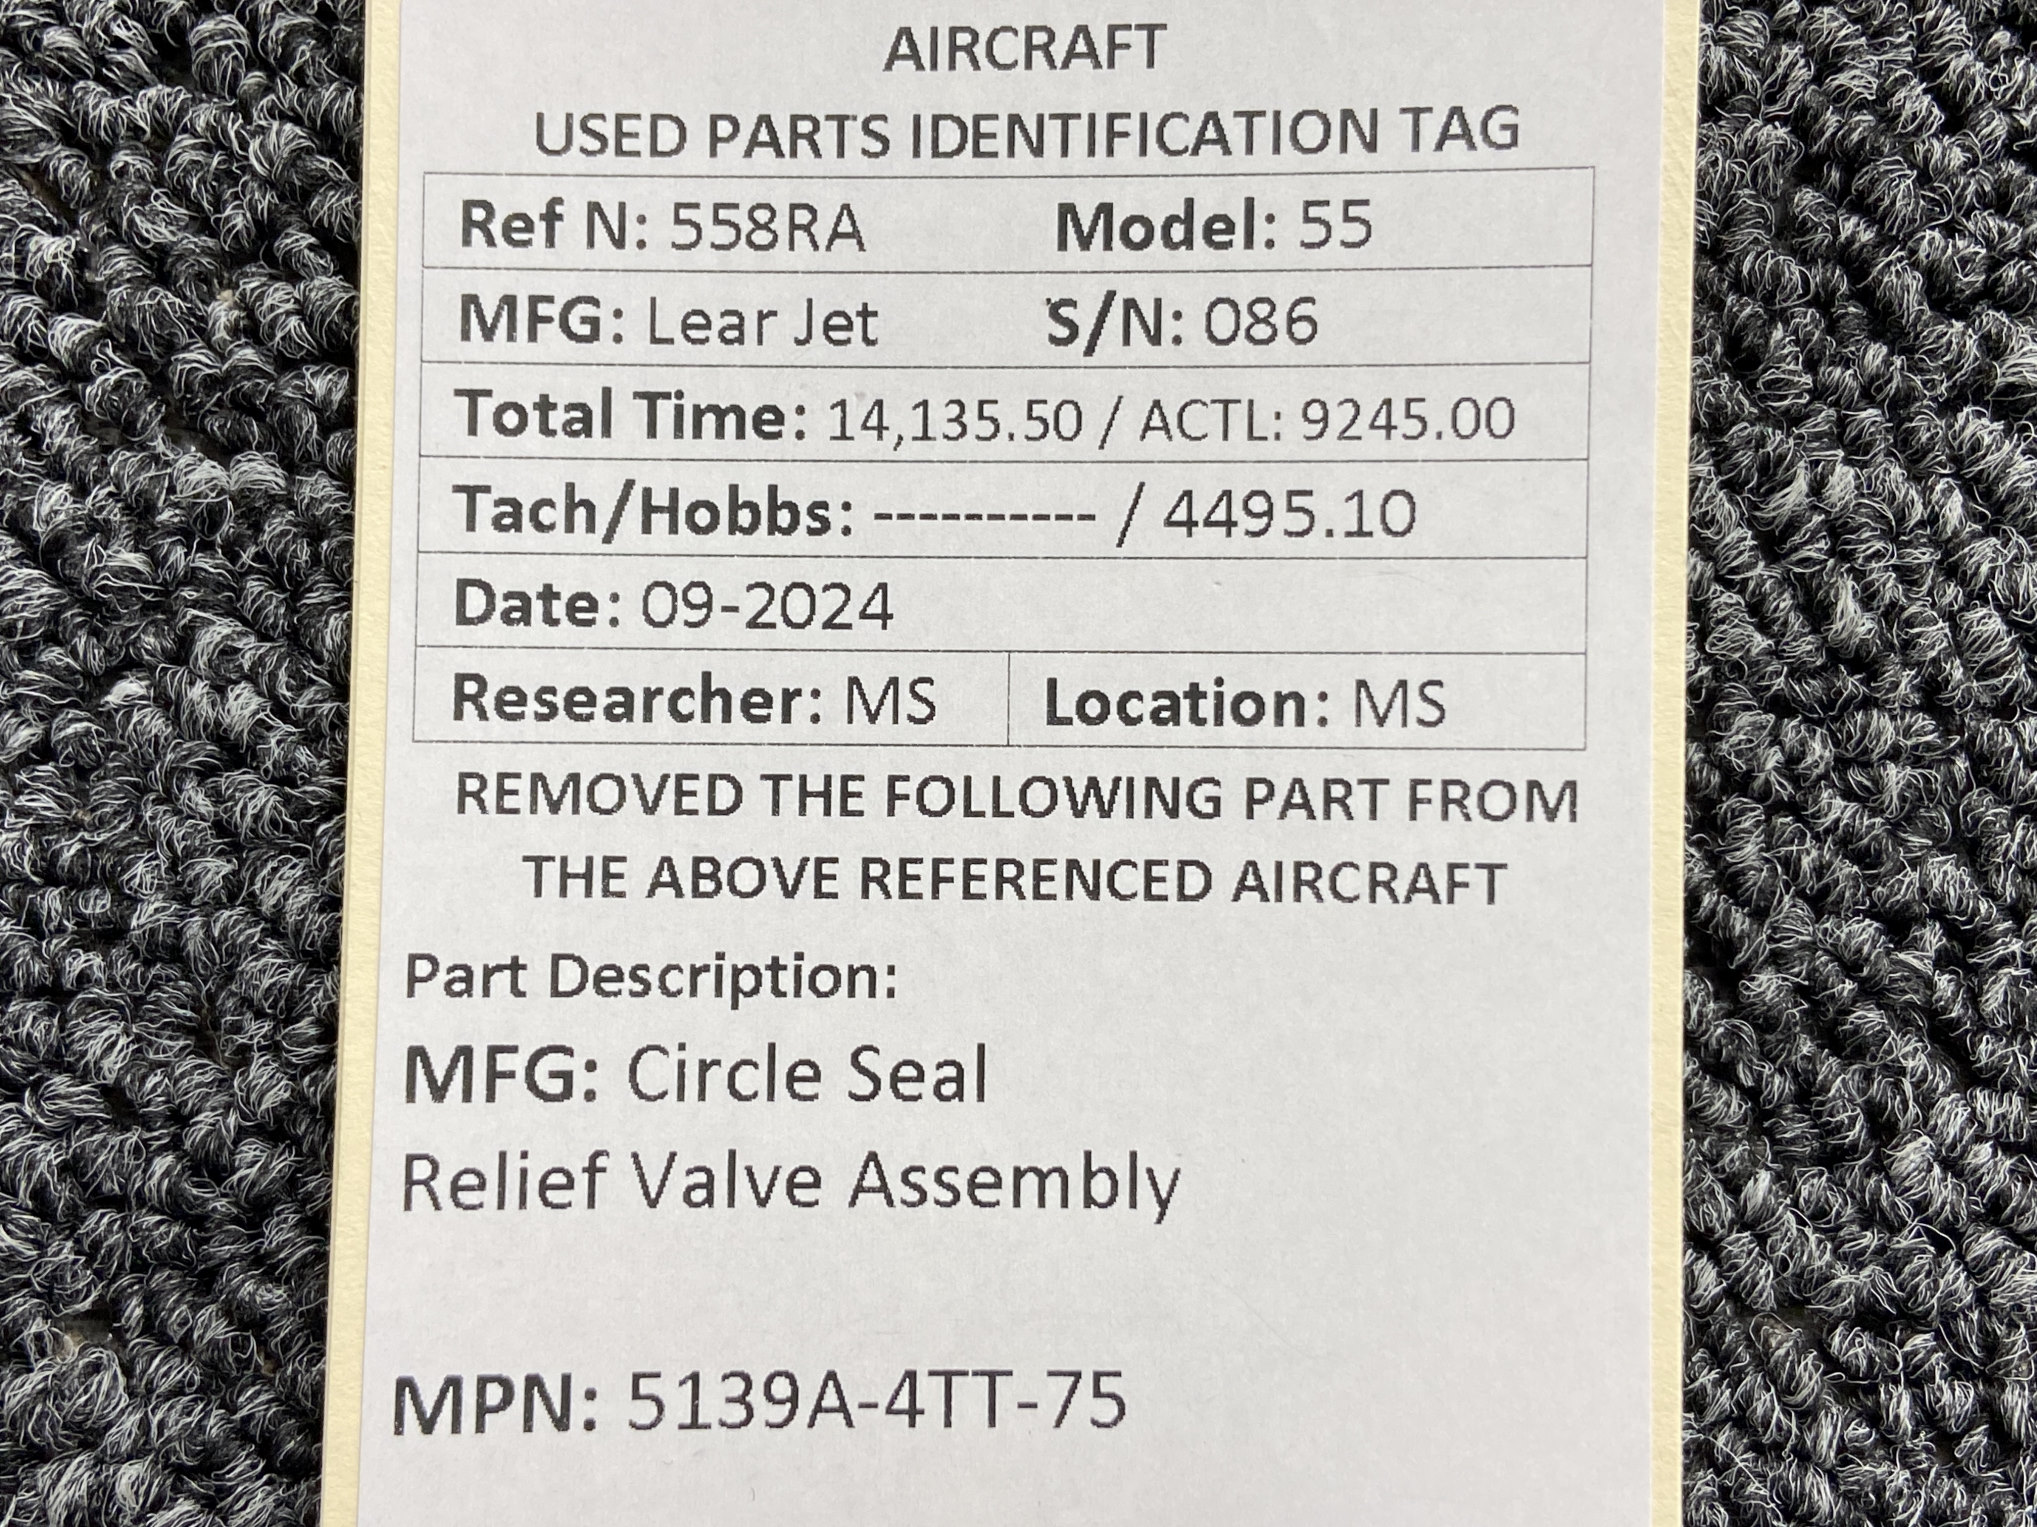 AIRCRAFT
USED PARTS IDENTIFICATION TAG
Ref N: 558RA Model: 55
MFG: Lear Jet S/N: 086
Total Time: 14,135.50 / ACTL: 9245.00
Tach/Hobbs: ---------- / 4495.10
Date: 09-2024
Researcher: MS Location: MS
REMOVED THE FOLLOWING PART FROM
THE ABOVE REFERENCED AIRCRAFT
Part Description:
MFG: Circle Seal
Relief Valve Assembly
MPN: 5139A-4TT-75